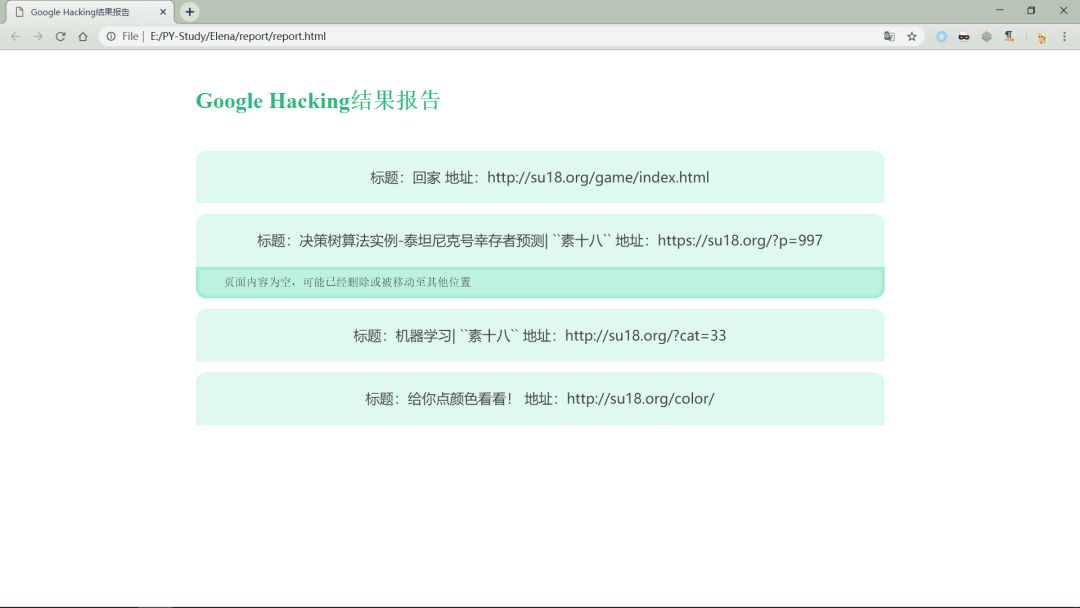 Google Hacking结果报告
File | E:/PY-Study/Elena/report/report.html
Google Hacking结果报告
标题：回家 地址：http://su18.org/game/index.html
标题：决策树算法实例-泰坦尼克号幸存者预测| ``素十八`` 地址：https://su18.org/?p=997
页面内容为空，可能已经删除或被移动至其他位置
标题：机器学习| ``素十八`` 地址：http://su18.org/?cat=33
标题：给你点颜色看看！ 地址：http://su18.org/color/